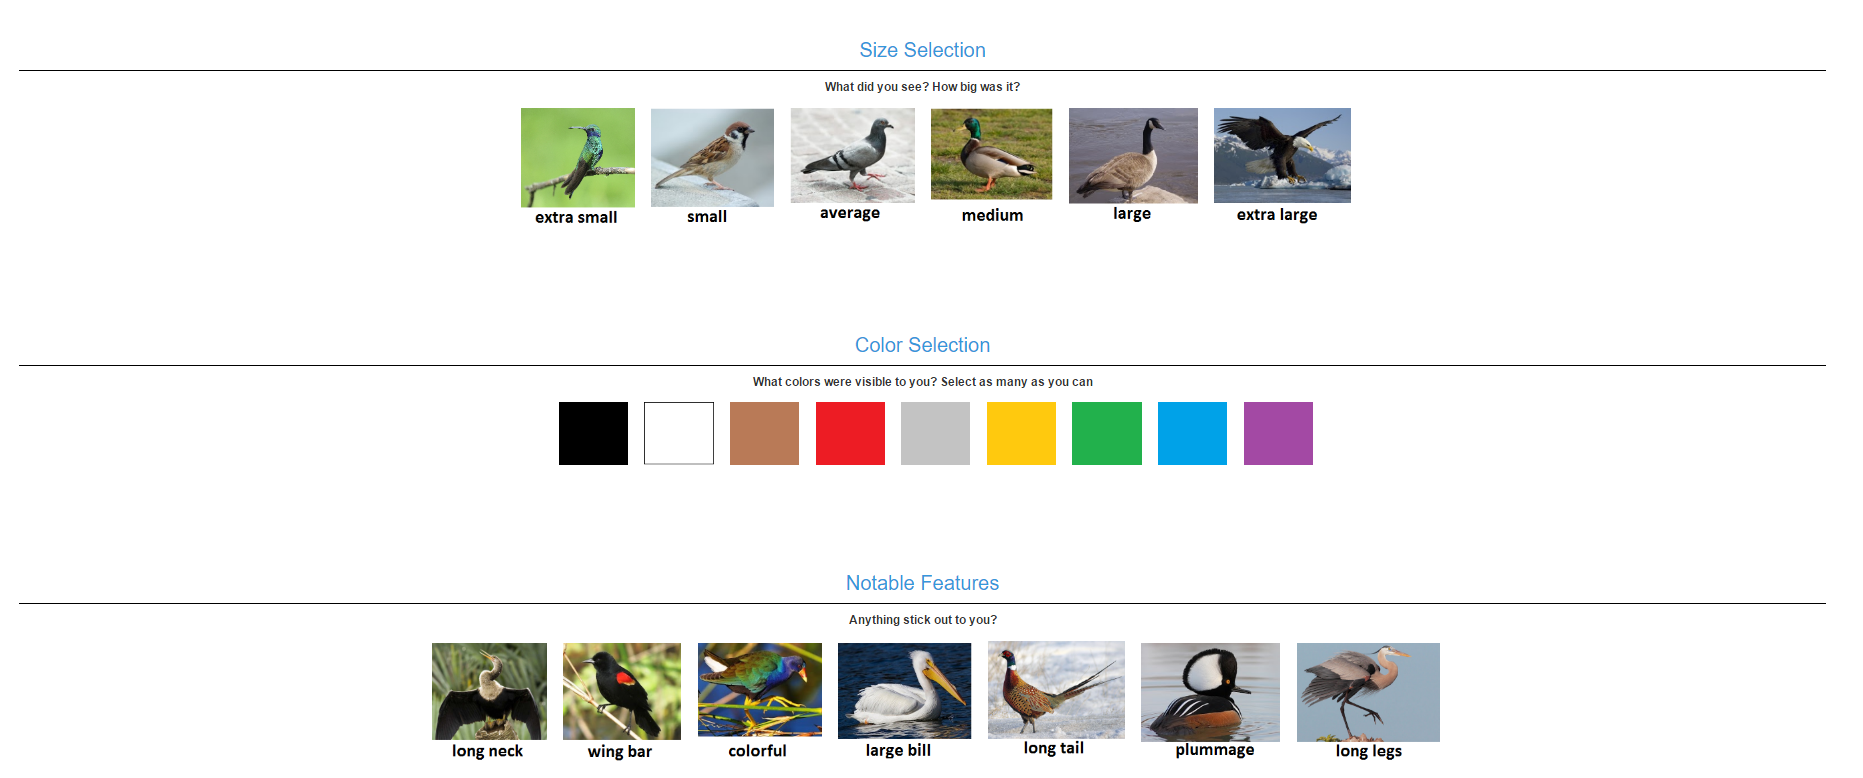 Size Selection
What did you see? How big was it?
extra small
small
average
medium
large
extra large
Color Selection
What colors were visible to you? Select as many as you can
Notable Features
Anything stick out to you?
long neck
wing bar
colorful
large bill
long tail
plummage
long legs